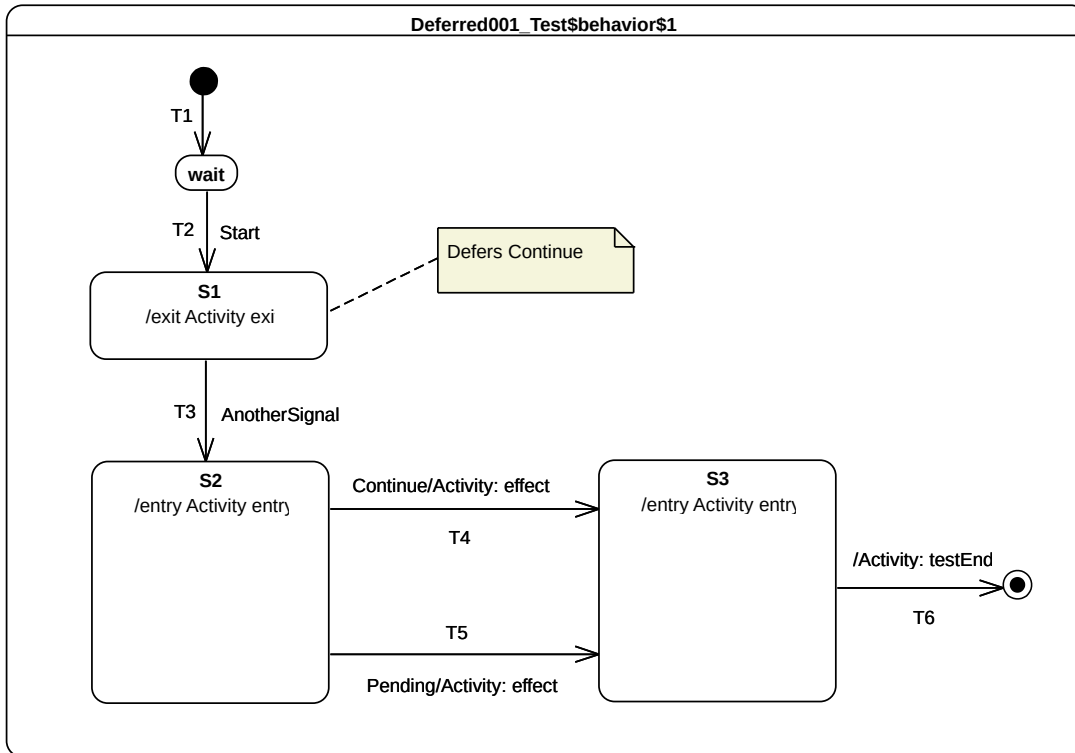 Deferred001_Test$behavior$1
T1
wait
T2
Start
Defers Continue
S1
/exit Activity exi
T3
AnotherSignal
S2
/entry Activity entry
Continue/Activity: effect
T4
S3
/entry Activity entry
/Activity: testEnd
T6
T5
Pending/Activity: effect